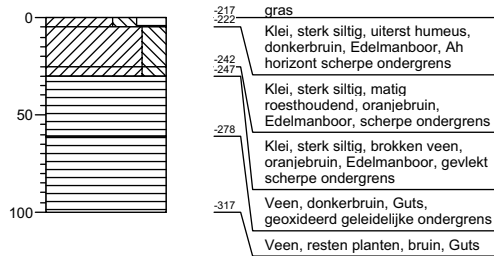 0
50
100
-217
-222
-242
-247
-278
-317
gras
Klei, sterk siltig, uiterst humeus,
donkerbruin, Edelmanboor, Ah
horizont scherpe ondergrens
Klei, sterk siltig, matig
roesthoudend, oranjebruin,
Edelmanboor, scherpe ondergrens
Klei, sterk siltig, brokken veen,
oranjebruin, Edelmanboor, gevlekt
scherpe ondergrens
Veen, donkerbruin, Guts,
geoxideerd geleidelijke ondergrens
Veen, resten planten, bruin, Guts